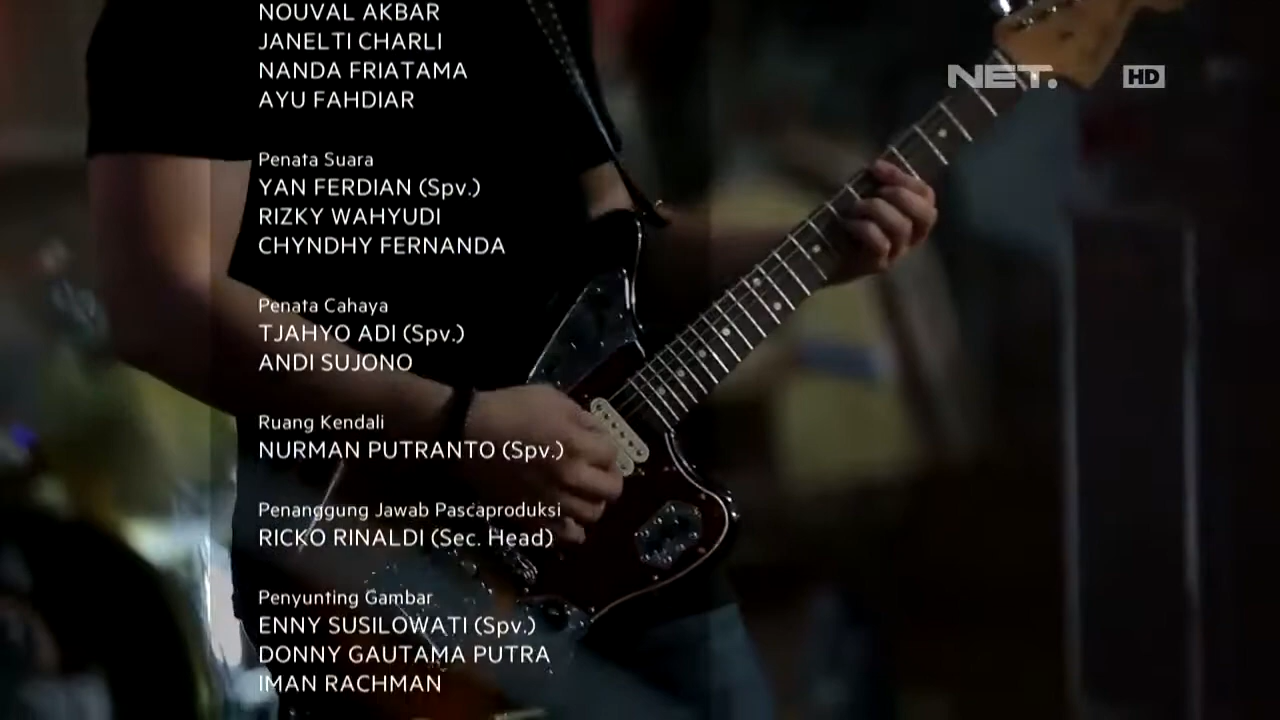 NOUVAL AKBAR
JANELTI CHARLI
NANDA FRIATAMA
AYU FAHDIAR
NET.
HD
Penata Suara
YAN FERDIAN (Spv.)
RIZKY WAHYUDI
CHYNDHY FERNANDA
Penata Cahaya
TJAHYO ADI (Spv.)
ANDI SUJONO
Ruang Kendali
NURMAN PUTRANTO (Spv.)
Penanggung Jawab Pascaproduksi
RICKO RINALDI (Sec. Head)
Penyunting Gambar
ENNY SUSILOWATI (Spv.)
DONNY GAUTAMA PUTRA
IMAN RACHMAN